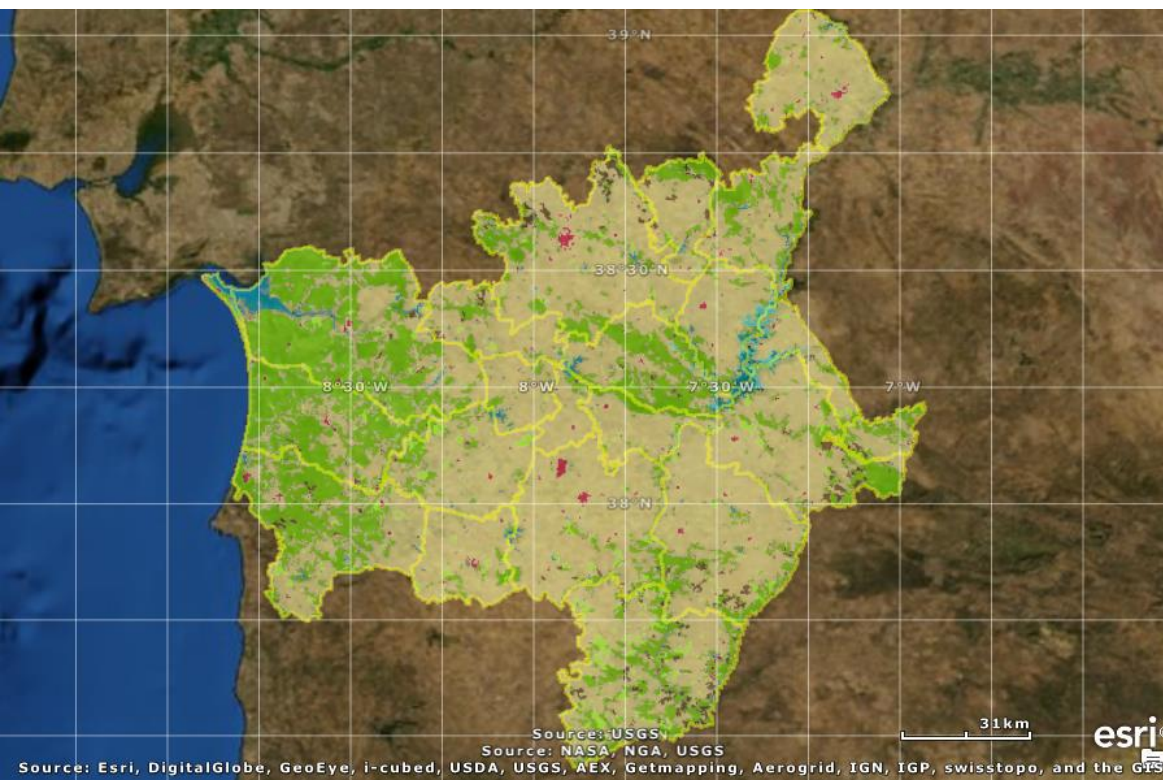 39°N
38°30'N
8°30'W
8°W
7°30'W
7°W
38°N
31km
esri
Source: USGS
Source: NASA, NGA, USGS
Source: Esri, DigitalGlobe, GeoEye, i-cubed, USDA, USGS, AEX, Getmapping, Aerogrid, IGN, IGP, swisstopo, and the GIS